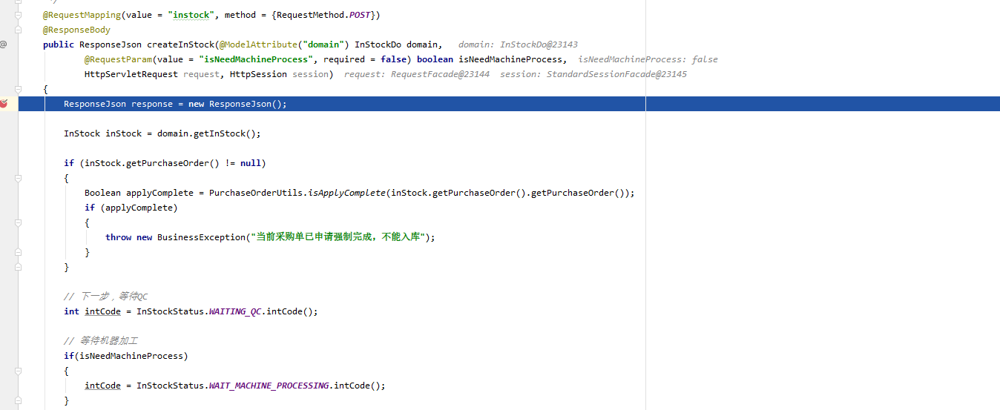 */
@RequestMapping(value = "instock", method = {RequestMethod.POST})
@ResponseBody
public ResponseJson createInStock(@ModelAttribute("domain") InStockDo domain, domain: InStockDo@23143
@RequestParam(value = "isNeedMachineProcess", required = false) boolean isNeedMachineProcess, isNeedMachineProcess: false
HttpServletRequest request, HttpSession session) request: RequestFacade@23144 session: StandardSessionFacade@23145
{
ResponseJson response = new ResponseJson();
InStock inStock = domain.getInStock();
if (inStock.getPurchaseOrder() != null)
{
Boolean applyComplete = PurchaseOrderUtils.isApplyComplete(inStock.getPurchaseOrder().getPurchaseOrder());
if (applyComplete)
{
throw new BusinessException("当前采购单已申请强制完成，不能入库");
}
}
// 下一步，等待QC
int intCode = InStockStatus.WAITING_QC.intCode();
// 等待机器加工
if(isNeedMachineProcess)
{
intCode = InStockStatus.WAIT_MACHINE_PROCESSING.intCode();
}